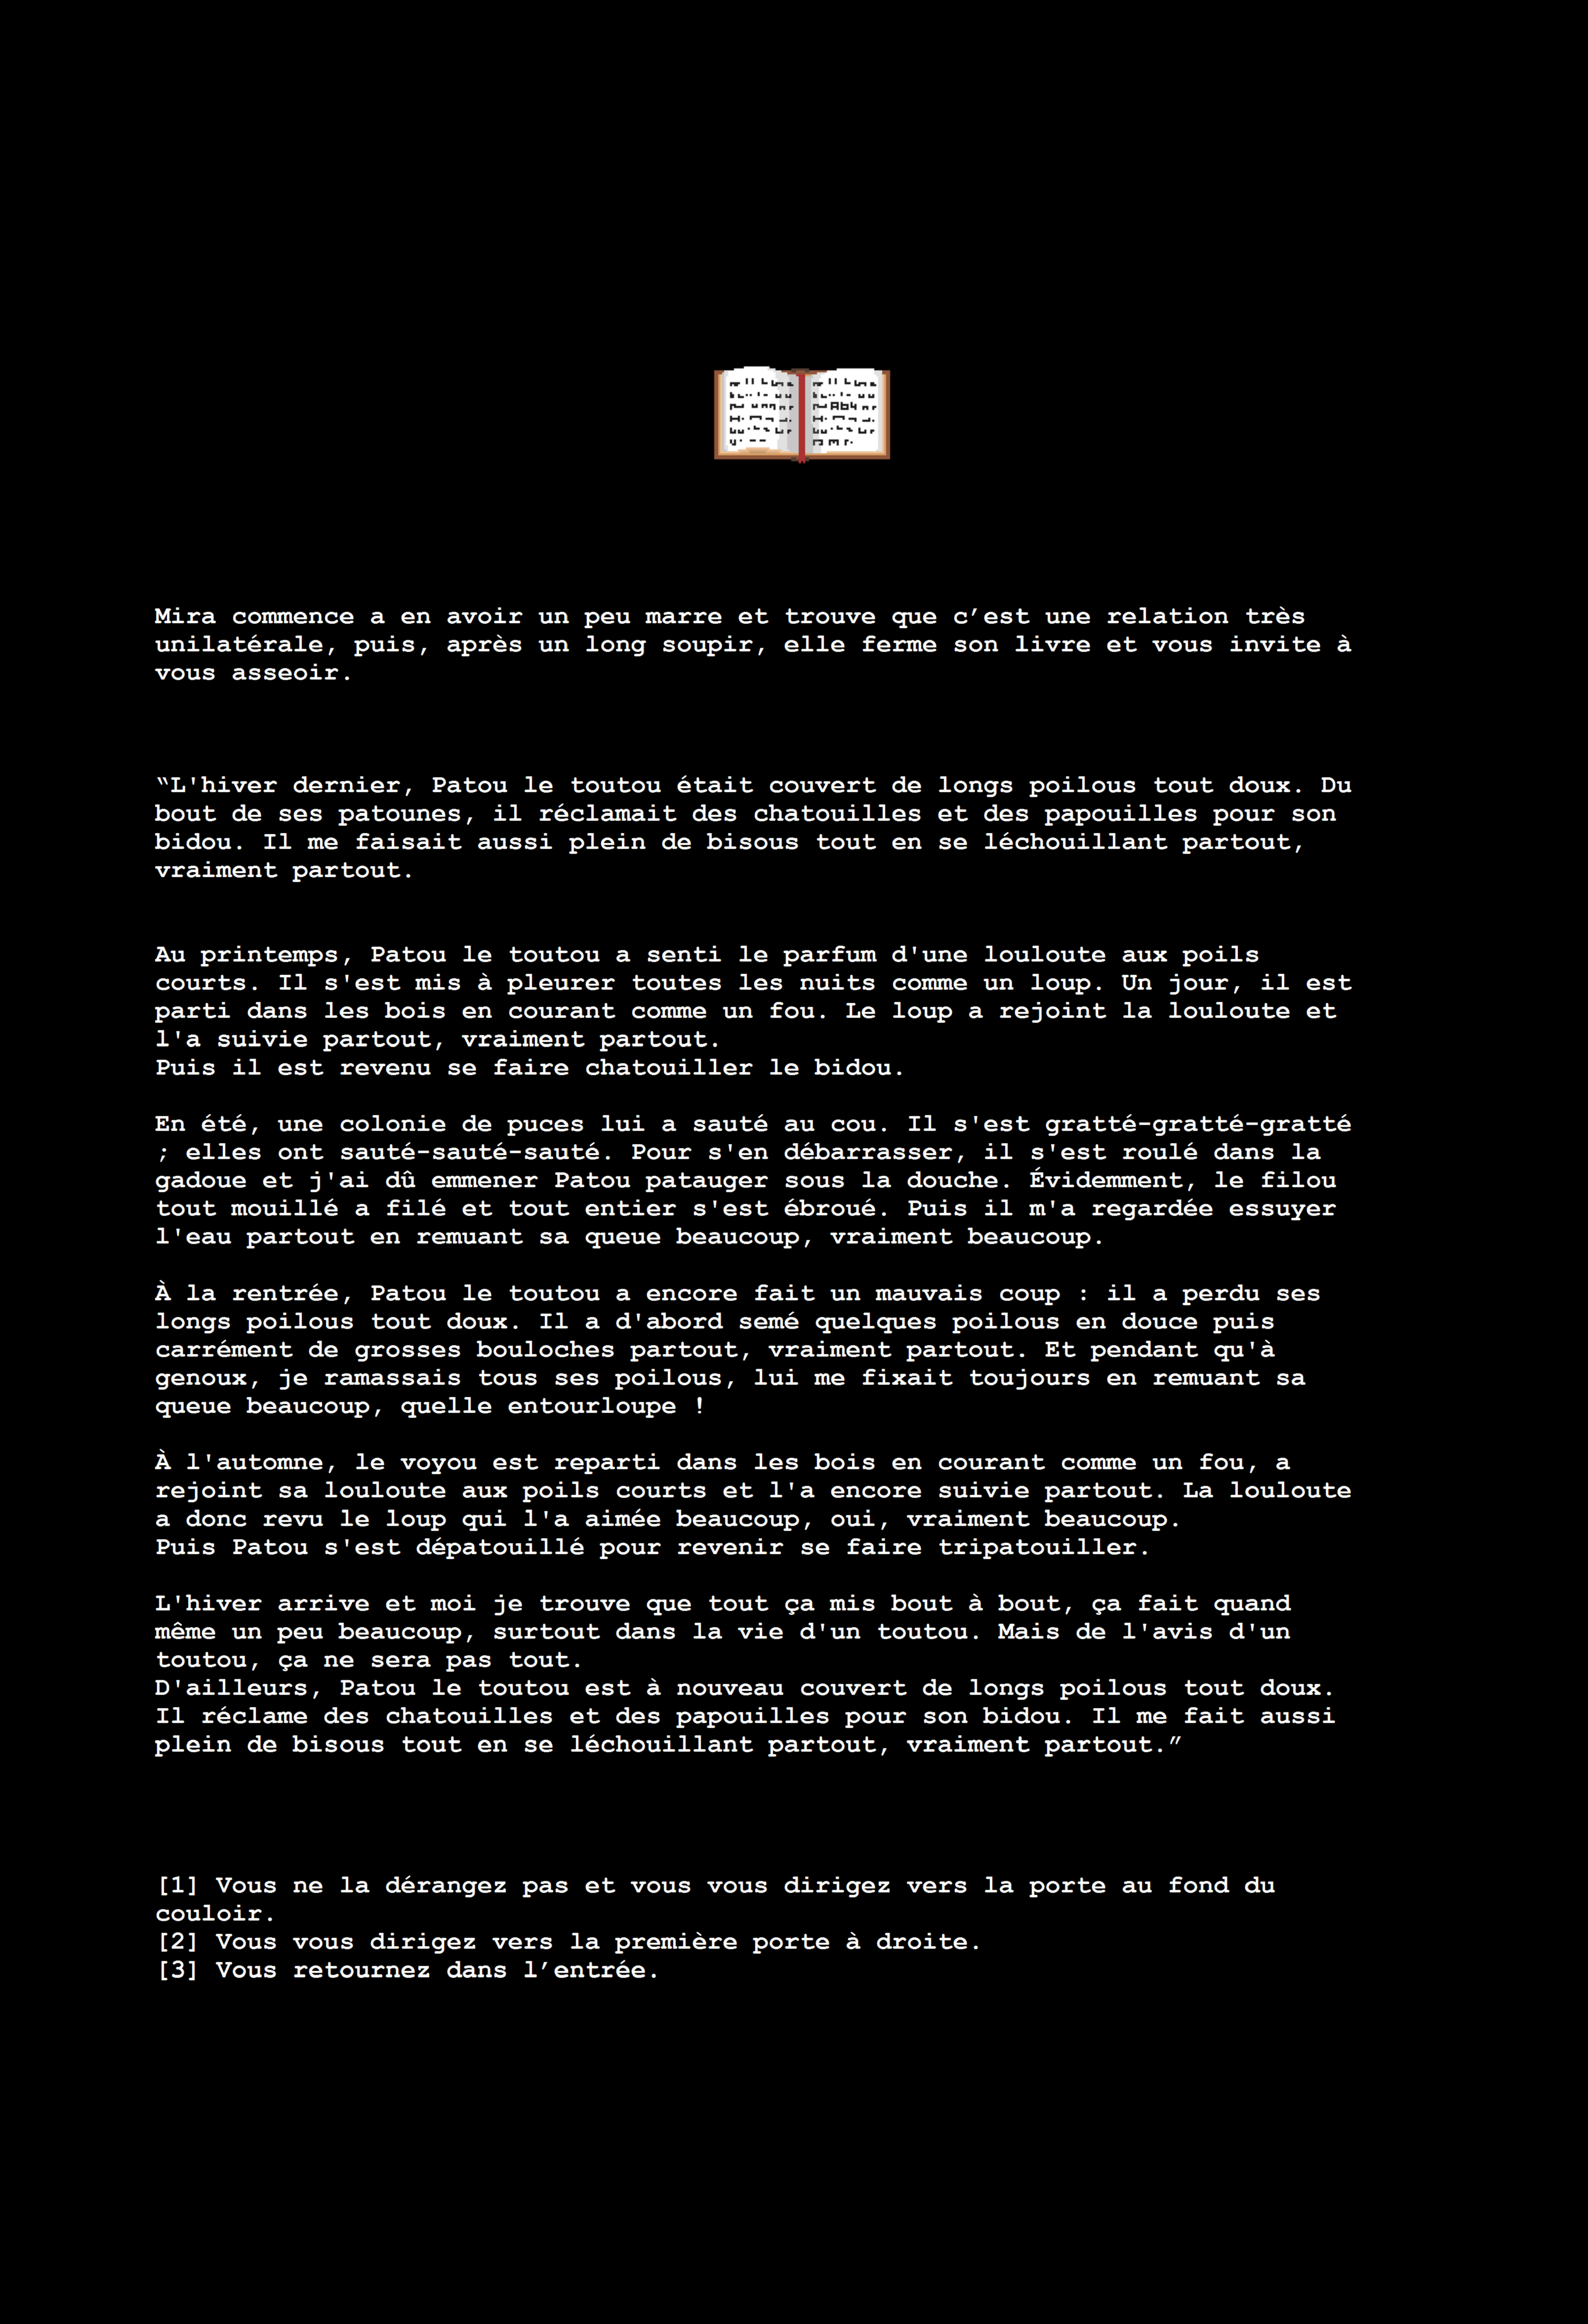 Ab4
Mira commence a en avoir un peu marre et trouve que c’est une relation très
unilatérale, puis, après un long soupir, elle ferme son livre et vous invite à
vous asseoir.
“L'hiver dernier, Patou le toutou était couvert de longs poilous tout doux. Du
bout de ses patounes, il réclamait des chatouilles et des papouilles pour son
bidou. Il me faisait aussi plein de bisous tout en se léchouillant partout,
vraiment partout.
Au printemps, Patou le toutou a senti le parfum d'une louloute aux poils
courts. Il s'est mis à pleurer toutes les nuits comme un loup. Un jour, il est
parti dans les bois en courant comme un fou. Le loup a rejoint la louloute et
l'a suivie partout, vraiment partout.
Puis il est revenu se faire chatouiller le bidou.
En été, une colonie de puces lui a sauté au cou. Il s'est gratté-gratté-gratté
; elles ont sauté-sauté-sauté. Pour s'en débarrasser, il s'est roulé dans la
gadoue et j'ai dû emmener Patou patauger sous la douche. Évidemment, le filou
tout mouillé a filé et tout entier s'est ébroué. Puis il m'a regardée essuyer
l'eau partout en remuant sa queue beaucoup, vraiment beaucoup.
À la rentrée, Patou le toutou a encore fait un mauvais coup : il a perdu ses
longs poilous tout doux. Il a d'abord semé quelques poilous en douce puis
carrément de grosses bouloches partout, vraiment partout. Et pendant qu'à
genoux, je ramassais tous ses poilous, lui me fixait toujours en remuant sa
queue beaucoup, quelle entourloupe !
À l'automne, le voyou est reparti dans les bois en courant comme un fou, a
rejoint sa louloute aux poils courts et l'a encore suivie partout. La louloute
a donc revu le loup qui l'a aimée beaucoup, oui, vraiment beaucoup.
Puis Patou s'est dépatouillé pour revenir se faire tripatouiller.
L'hiver arrive et moi je trouve que tout ça mis bout à bout, ça fait quand
même un peu beaucoup, surtout dans la vie d'un toutou. Mais de l'avis d'un
toutou, ça ne sera pas tout.
D'ailleurs, Patou le toutou est à nouveau couvert de longs poilous tout doux.
Il réclame des chatouilles et des papouilles pour son bidou. Il me fait aussi
plein de bisous tout en se léchouillant partout, vraiment partout.”
[1] Vous ne la dérangez pas et vous vous dirigez vers la porte au fond du
couloir.
[2] Vous vous dirigez vers la première porte à droite.
[3] Vous retournez dans l’entrée.